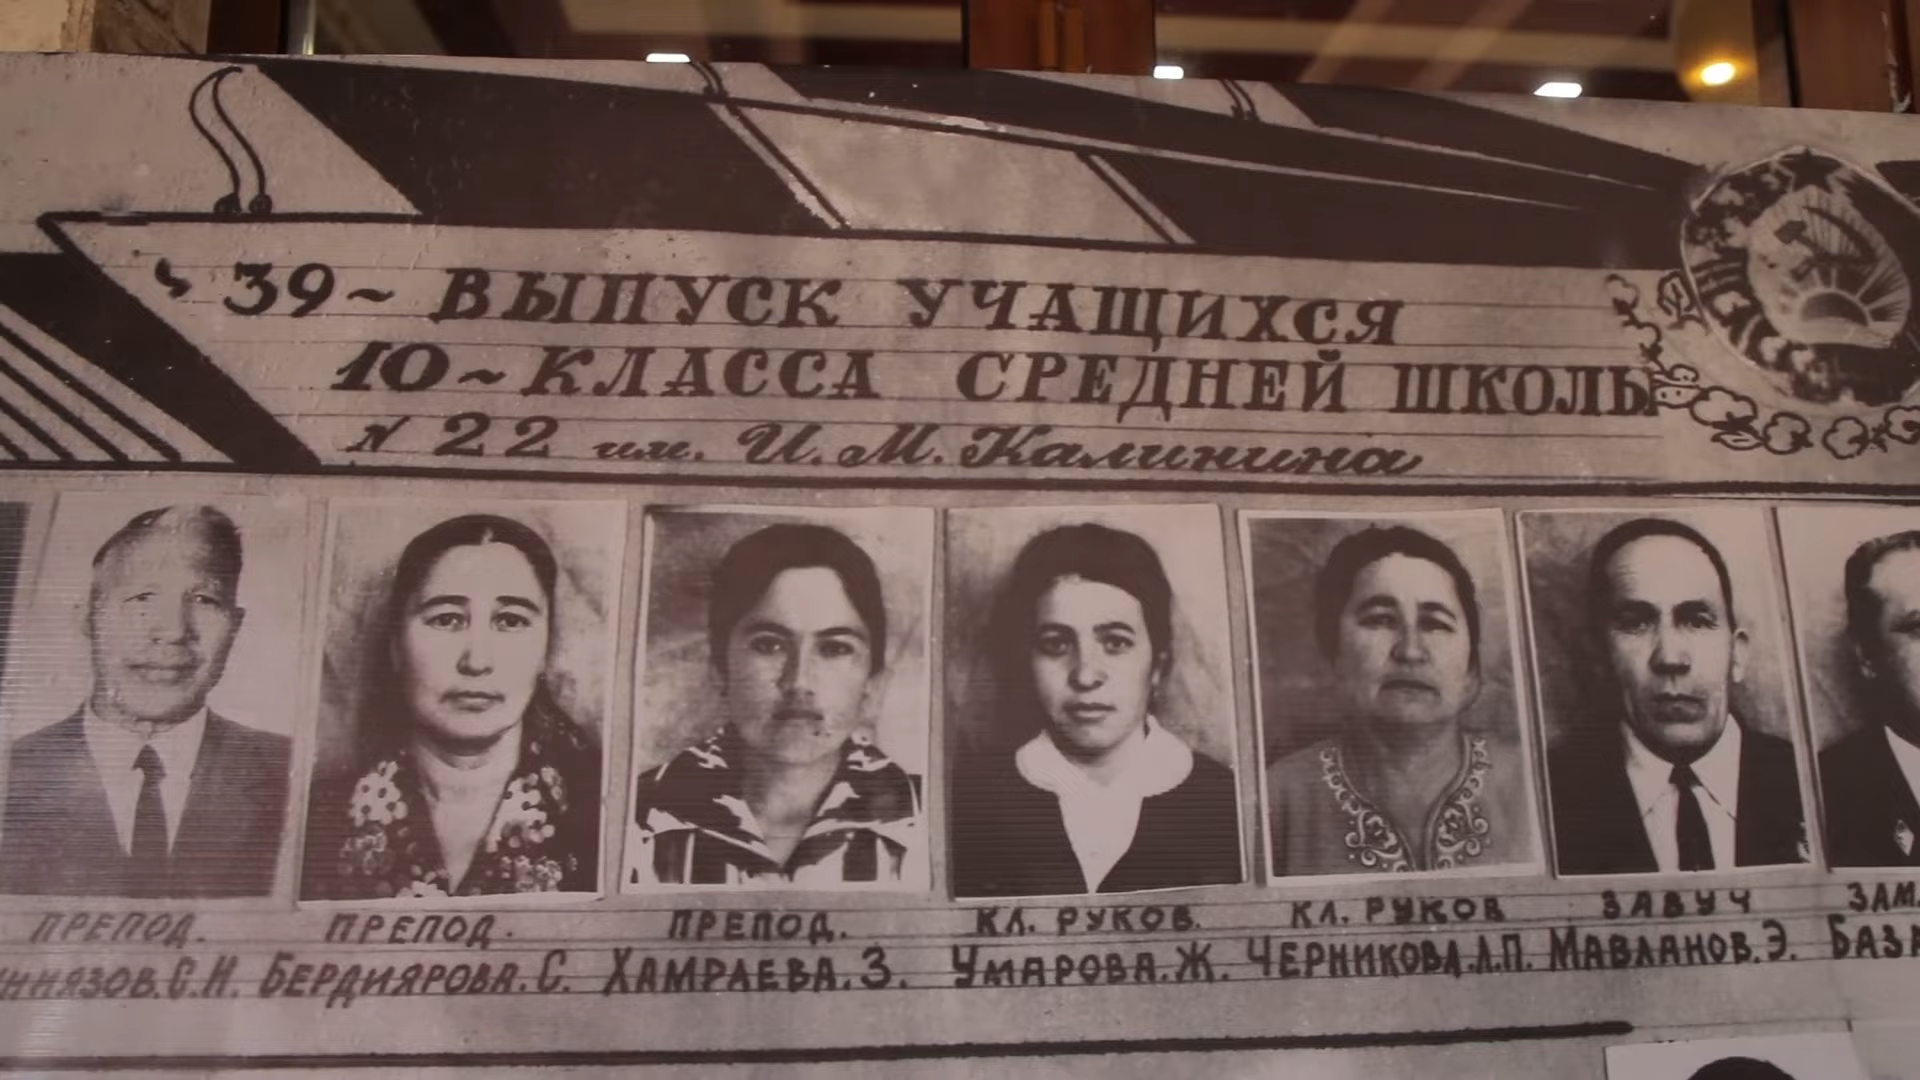 39~ ВЫПУСК УЧАЩИХСЯ
10~КЛАССА СРЕДНЕЙ ШКОЛЫ
N 22 им. И.М. Калинина
ПРЕПОД. ПРЕПОД. ПРЕПОД. КЛ. РУКОВ. КЛ. РУКОВ ЗАВУЧ ЗАМ.
БЕРДИЯРОВА.С. ХАМРАЕВА.З. УМАРОВА.Ж. ЧЕРНИКОВА.Л.П. МАВЛАНОВ.Э.